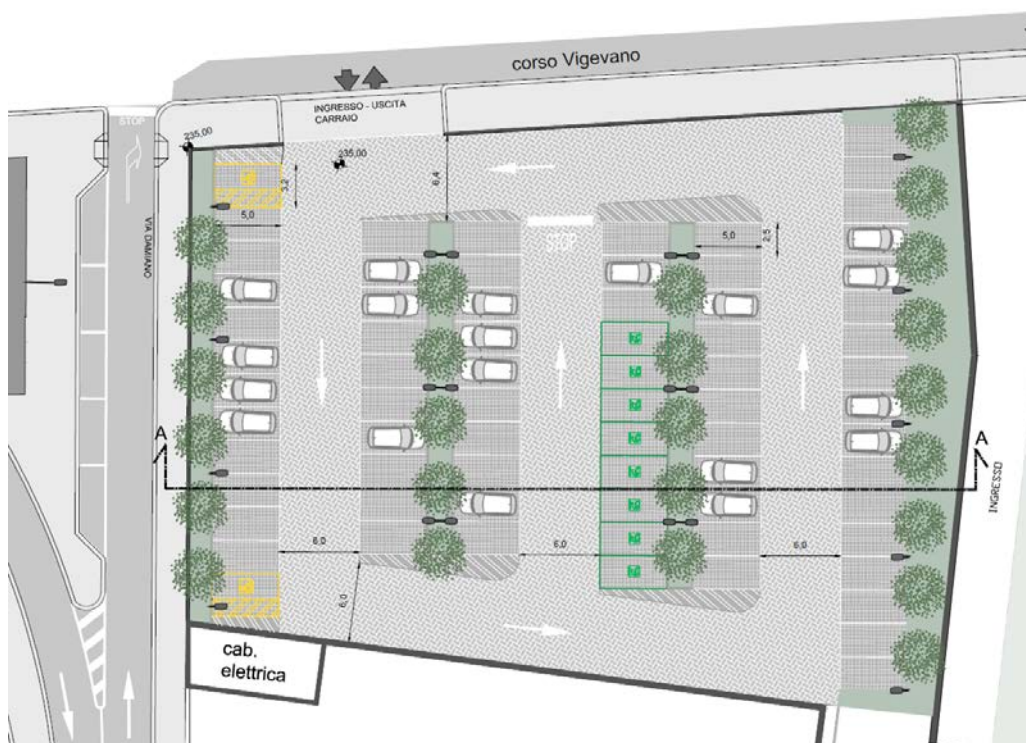 corso Vigevano
INGRESSO - USCITA
CARRAIO
STOP
235,00
235,00
3,2
6,4
5,0
VIA DAMIANO
STOP
5,0
2,5
A
A
INGRESSO
6,0
6,0
6,0
6,0
cab.
elettrica